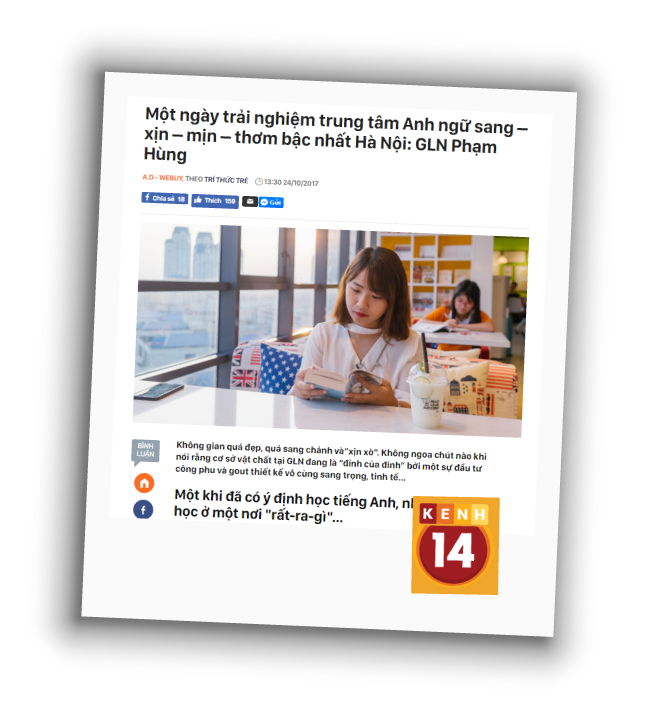 Một ngày trải nghiệm trung tâm Anh ngữ sang –
xịn – mịn – thơm bậc nhất Hà Nội: GLN Phạm
Hùng
A.D - WEBUY, THEO TRÍ THỨC TRẺ 13:30 24/10/2017
Chia sẻ 18 Thích 159 Gửi
BÌNH
LUẬN
Không gian quá đẹp, quá sang chảnh và"xịn xò". Không ngoa chút nào khi
nói rằng cơ sở vật chất tại GLN đang là "đỉnh của đỉnh" bởi một sự đầu tư
công phu và gout thiết kế vô cùng sang trọng, tinh tế...
Một khi đã có ý định học tiếng Anh,
học ở một nơi "rất-ra-gì"...
KENH
14